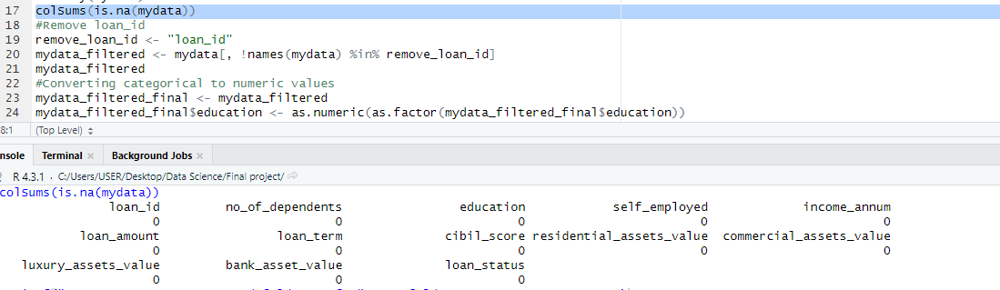 17 colSums(is.na(mydata))
18 #Remove loan_id
19 remove_loan_id <- "loan_id"
20 mydata_filtered <- mydata[, !names(mydata) %in% remove_loan_id]
21 mydata_filtered
22 #Converting categorical to numeric values
23 mydata_filtered_final <- mydata_filtered
24 mydata_filtered_final$education <- as.numeric(as.factor(mydata_filtered_final$education))
8:1 (Top Level)
nsole Terminal Background Jobs
R 4.3.1 · C:/Users/USER/Desktop/Data Science/Final project/
colSums(is.na(mydata))
loan_id no_of_dependents education self_employed income_annum
0 0 0 0 0
loan_amount loan_term cibil_score residential_assets_value commercial_assets_value
0 0 0 0 0
luxury_assets_value bank_asset_value loan_status
0 0 0